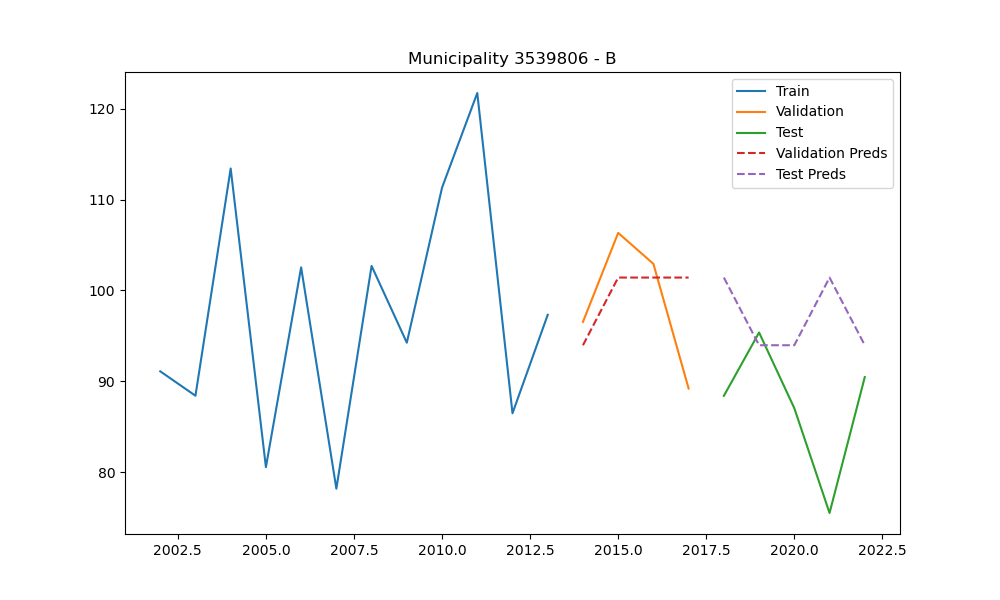 Municipality 3539806 - B
Train
Validation
Test
Validation Preds
Test Preds
120
110
100
90
80
2002.5 2005.0 2007.5 2010.0 2012.5 2015.0 2017.5 2020.0 2022.5